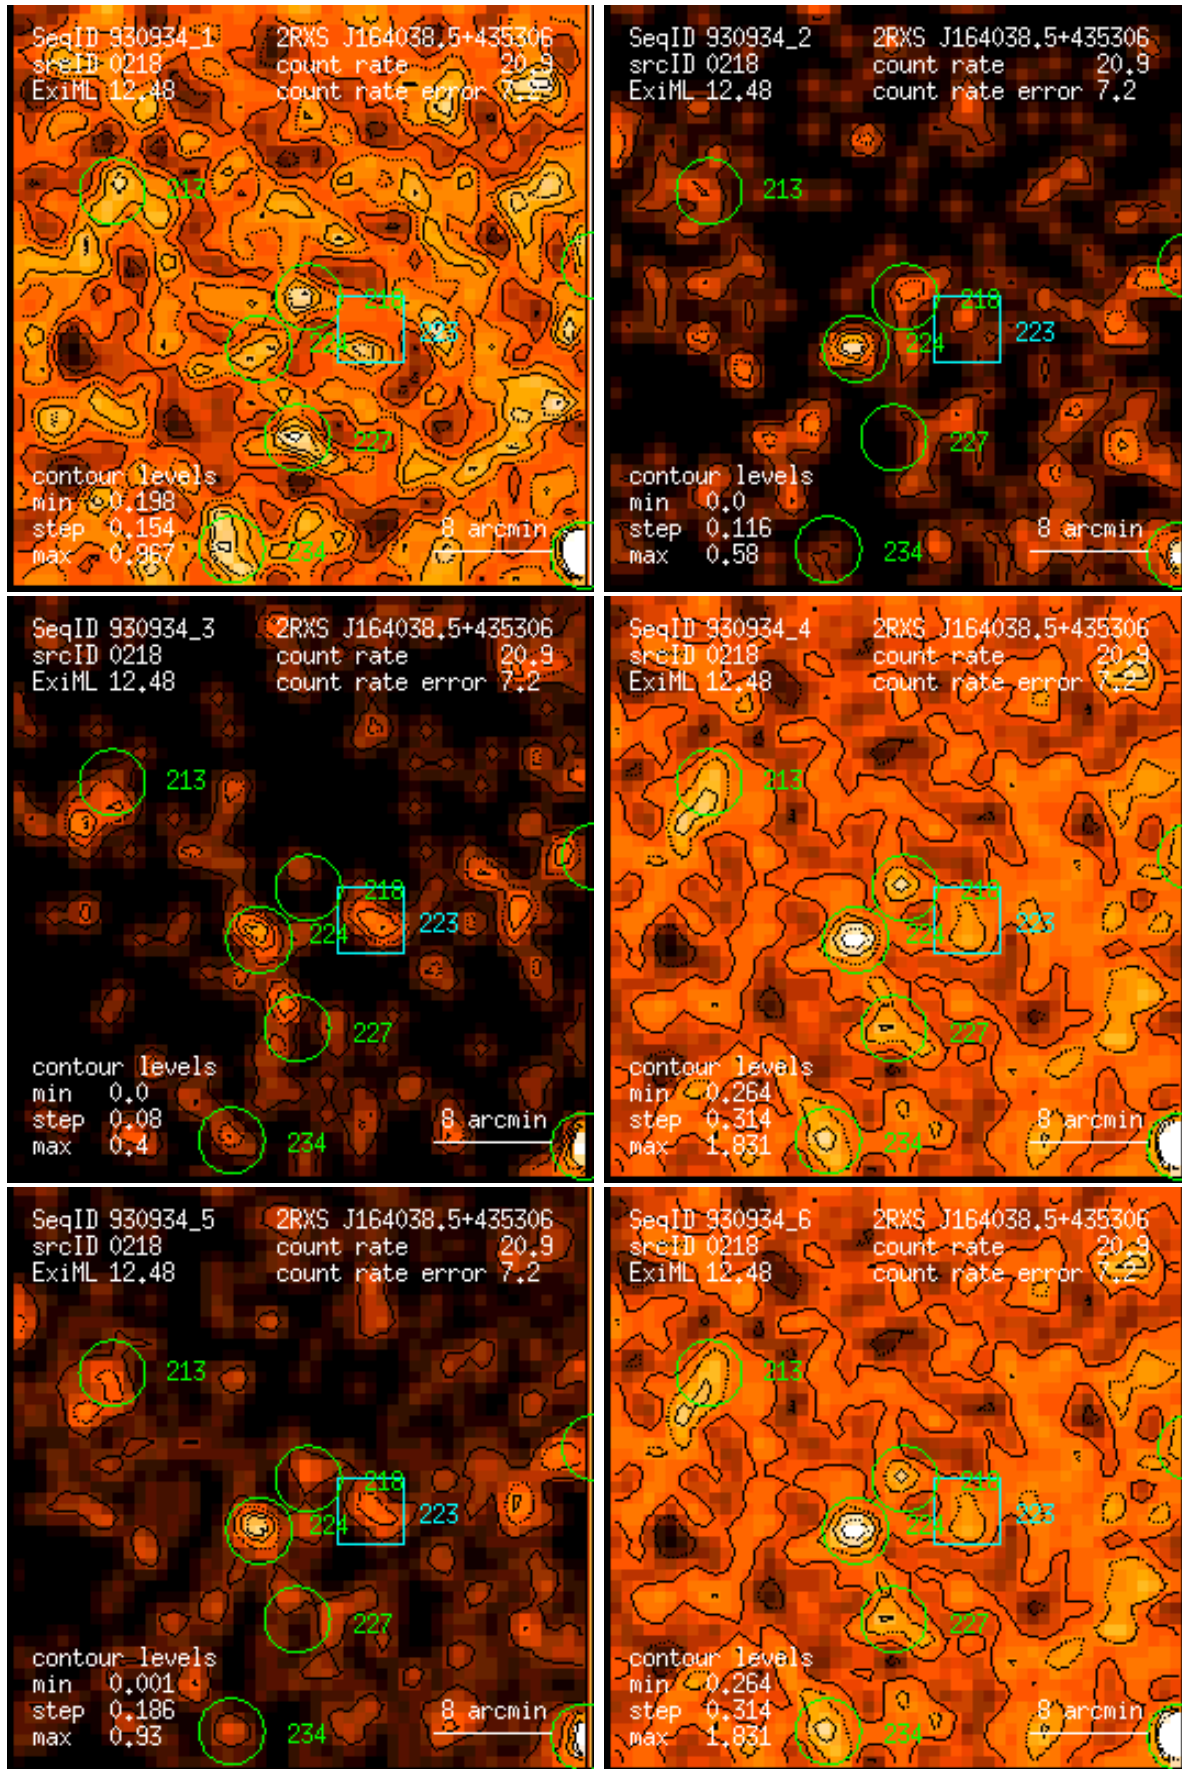 SeqID 930934_1 2RXS J164038.5+435306
srcID 0218 count rate 20.9
ExiML 12.48 count rate error 7.2
213
218
224 223
227
contour levels
min 0.198
step 0.154 8 arcmin
max 0.967 234
SeqID 930934_2 2RXS J164038.5+435306
srcID 0218 count rate 20.9
ExiML 12.48 count rate error 7.2
213
218
224 223
227
contour levels
min 0.0
step 0.116 8 arcmin
max 0.58 234
SeqID 930934_3 2RXS J164038.5+435306
srcID 0218 count rate 20.9
ExiML 12.48 count rate error 7.2
213
218
224 223
227
contour levels
min 0.0
step 0.08 8 arcmin
max 0.4 234
SeqID 930934_4 2RXS J164038.5+435306
srcID 0218 count rate 20.9
ExiML 12.48 count rate error 7.2
213
218
224 223
227
contour levels
min 0.264
step 0.314 8 arcmin
max 1.831 234
SeqID 930934_5 2RXS J164038.5+435306
srcID 0218 count rate 20.9
ExiML 12.48 count rate error 7.2
213
218
224 223
227
contour levels
min 0.001
step 0.186 8 arcmin
max 0.93 234
SeqID 930934_6 2RXS J164038.5+435306
srcID 0218 count rate 20.9
ExiML 12.48 count rate error 7.2
213
218
224 223
227
contour levels
min 0.264
step 0.314 8 arcmin
max 1.831 234